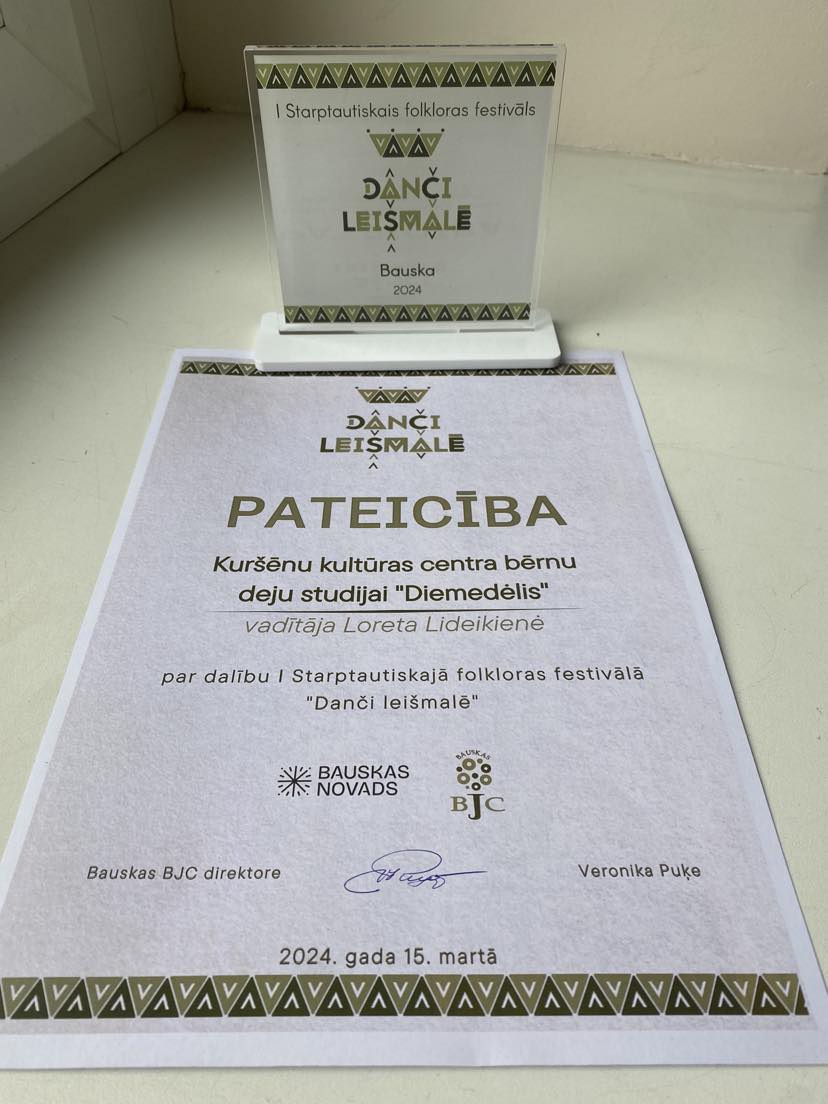 I Starptautiskais folkloras festivāls
DANČI
LEIŠMALĒ
Bauska
2024
DANČI
LEIŠMALĒ
PATEICĪBA
Kuršēnu kultūras centra bērnu
deju studijai "Diemedėlis"
vadītāja Loreta Lideikienė
par dalību I Starptautiskajā folkloras festivālā
"Danči leišmalē"
BAUSKAS
NOVADS
BAUSKAS
BJC
Bauskas BJC direktore
Veronika Puķe
2024. gada 15. martā